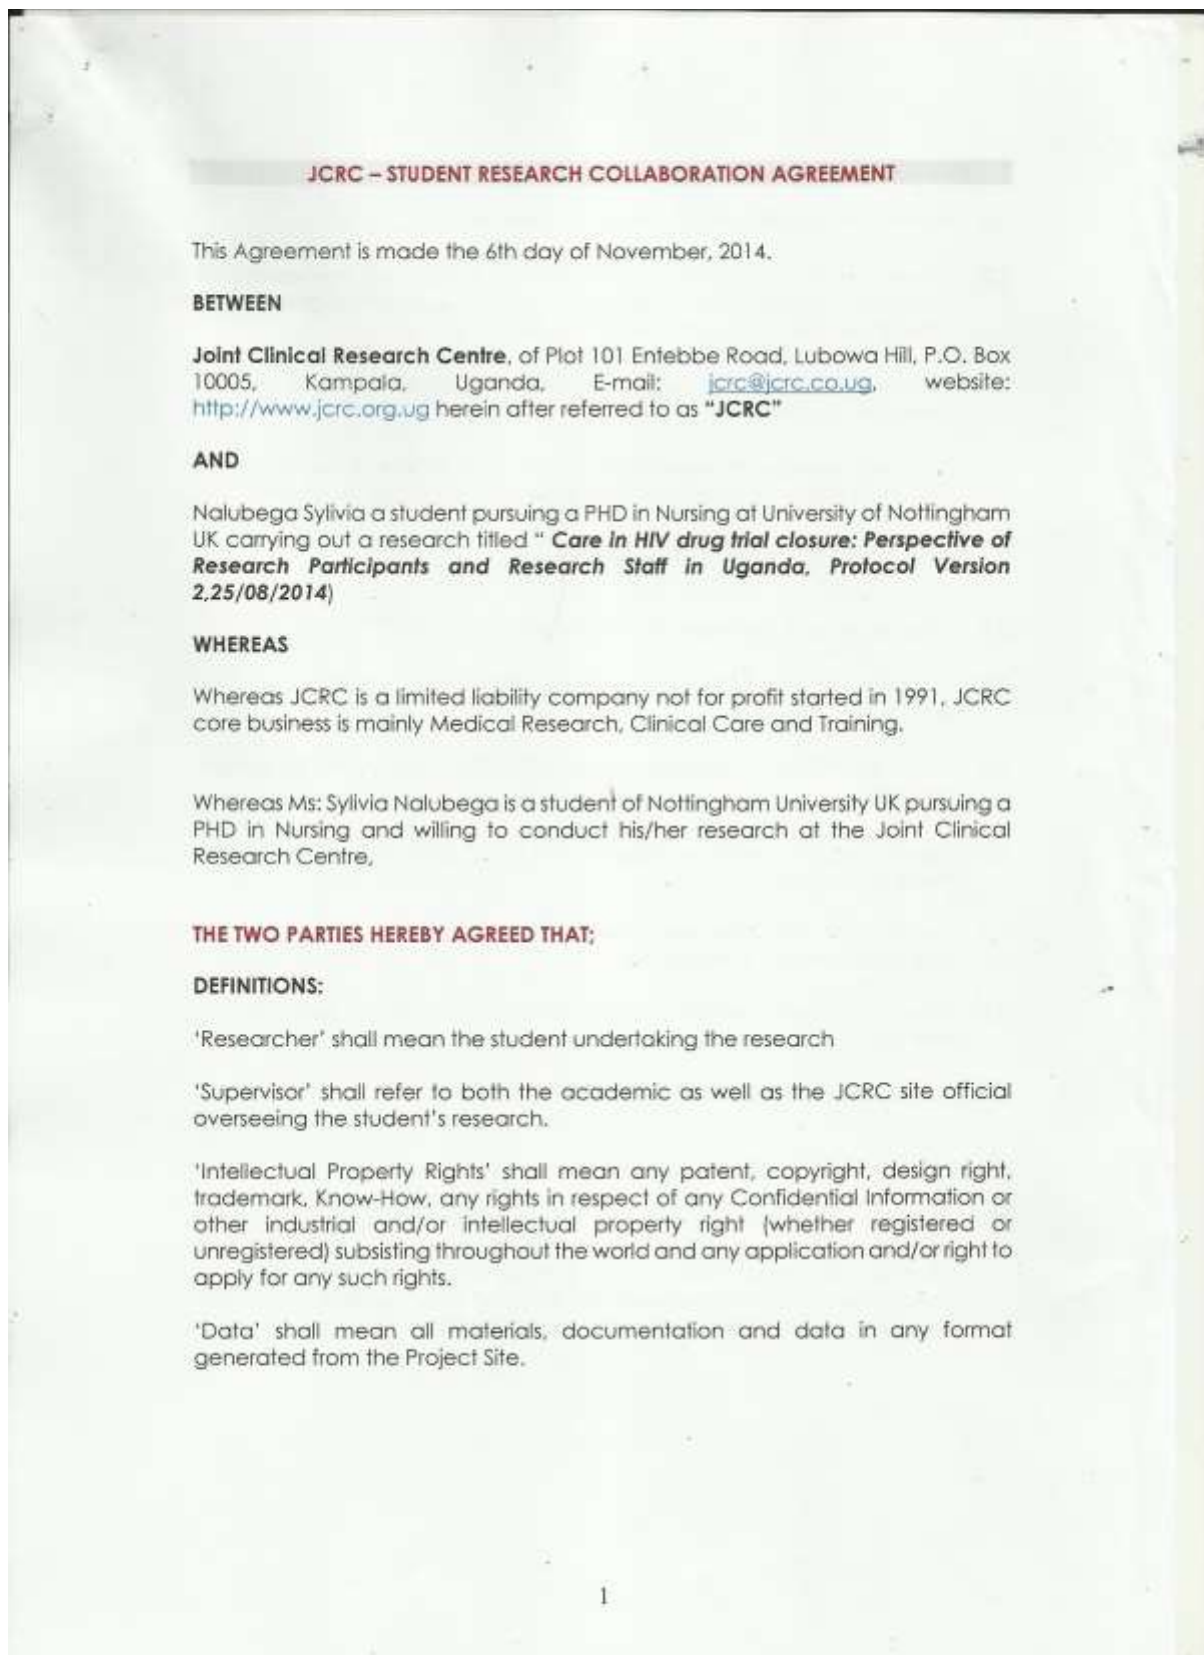 JCRC – STUDENT RESEARCH COLLABORATION AGREEMENT
This Agreement is made the 6th day of November, 2014.
BETWEEN
Joint Clinical Research Centre, of Plot 101 Entebbe Road, Lubowa Hill, P.O. Box
10005, Kampala, Uganda, E-mail: jcrc@jcrc.co.ug, website:
http://www.jcrc.org.ug herein after referred to as "JCRC"
AND
Nalubega Sylivia a student pursuing a PHD in Nursing at University of Nottingham
UK carrying out a research titled " Care in HIV drug trial closure: Perspective of
Research Participants and Research Staff in Uganda, Protocol Version
2,25/08/2014)
WHEREAS
Whereas JCRC is a limited liability company not for profit started in 1991, JCRC
core business is mainly Medical Research, Clinical Care and Training.
Whereas Ms: Sylivia Nalubega is a student of Nottingham University UK pursuing a
PHD in Nursing and willing to conduct his/her research at the Joint Clinical
Research Centre,
THE TWO PARTIES HEREBY AGREED THAT;
DEFINITIONS:
'Researcher' shall mean the student undertaking the research
'Supervisor' shall refer to both the academic as well as the JCRC site official
overseeing the student's research.
'Intellectual Property Rights' shall mean any patent, copyright, design right,
trademark, Know-How, any rights in respect of any Confidential Information or
other industrial and/or intellectual property right (whether registered or
unregistered) subsisting throughout the world and any application and/or right to
apply for any such rights.
'Data' shall mean all materials, documentation and data in any format
generated from the Project Site.
1